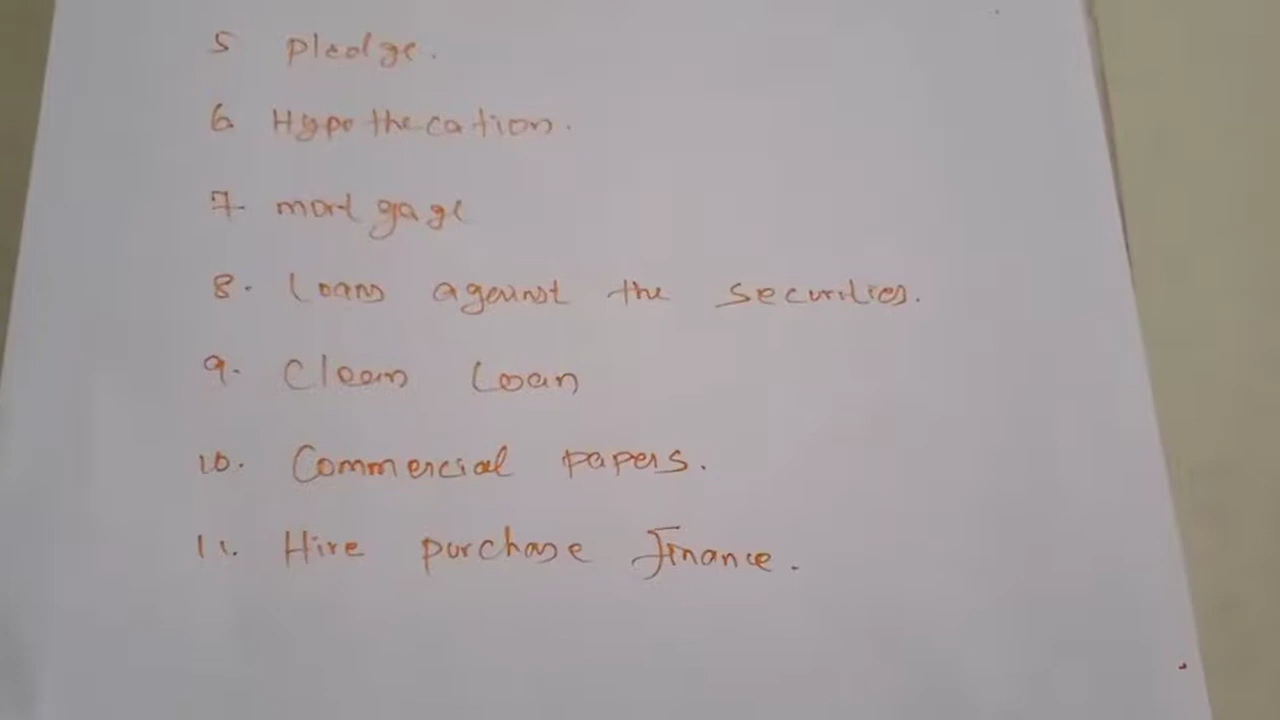 5 pledge.
6 Hypothecation.
7. mortgage
8. Loans against the securities.
9. Clean Loan
10. Commercial papers.
11. Hire purchase Finance.